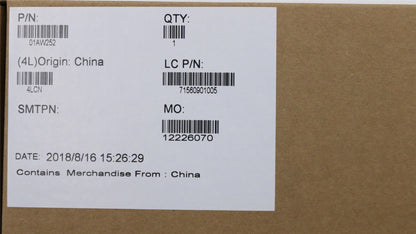 P/N: QTY:
01AW252 1
(4L)Origin: China LC P/N:
4LCN 71560901005
SMTPN: MO:
12226070
DATE: 2018/8/16 15:26:29
Contains Merchandise From : China